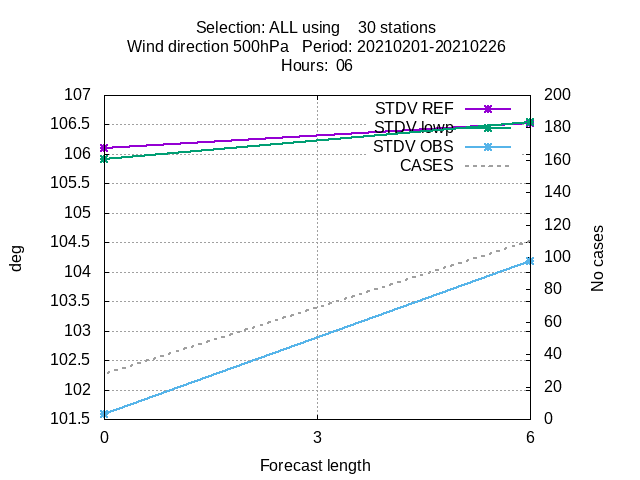 Selection: ALL using 30 stations
Wind direction 500hPa Period: 20210201-20210226
Hours: 06
107
106.5
106
105.5
105
104.5
104
103.5
103
102.5
102
101.5
200
180
160
140
120
100
80
60
40
20
0
STDV REF
STDV lowp
STDV OBS
CASES
deg
No cases
0 3 6
Forecast length